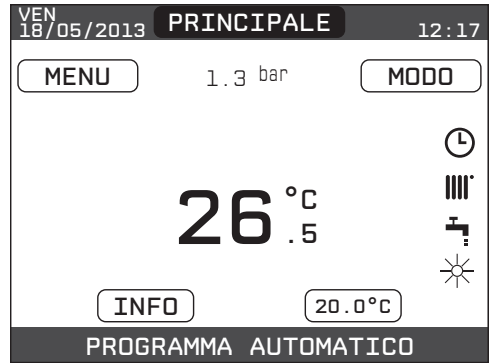 VEN
18/05/2013 PRINCIPALE 12:17
MENU 1.3 bar MODO
26.5 °C
INFO 20.0°C
PROGRAMMA AUTOMATICO